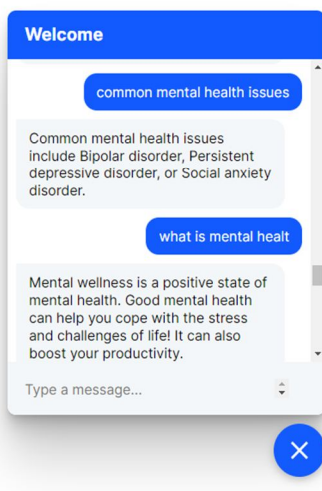 Welcome
common mental health issues
Common mental health issues
include Bipolar disorder, Persistent
depressive disorder, or Social anxiety
disorder.
what is mental healt
Mental wellness is a positive state of
mental health. Good mental health
can help you cope with the stress
and challenges of life! It can also
boost your productivity.
Type a message...